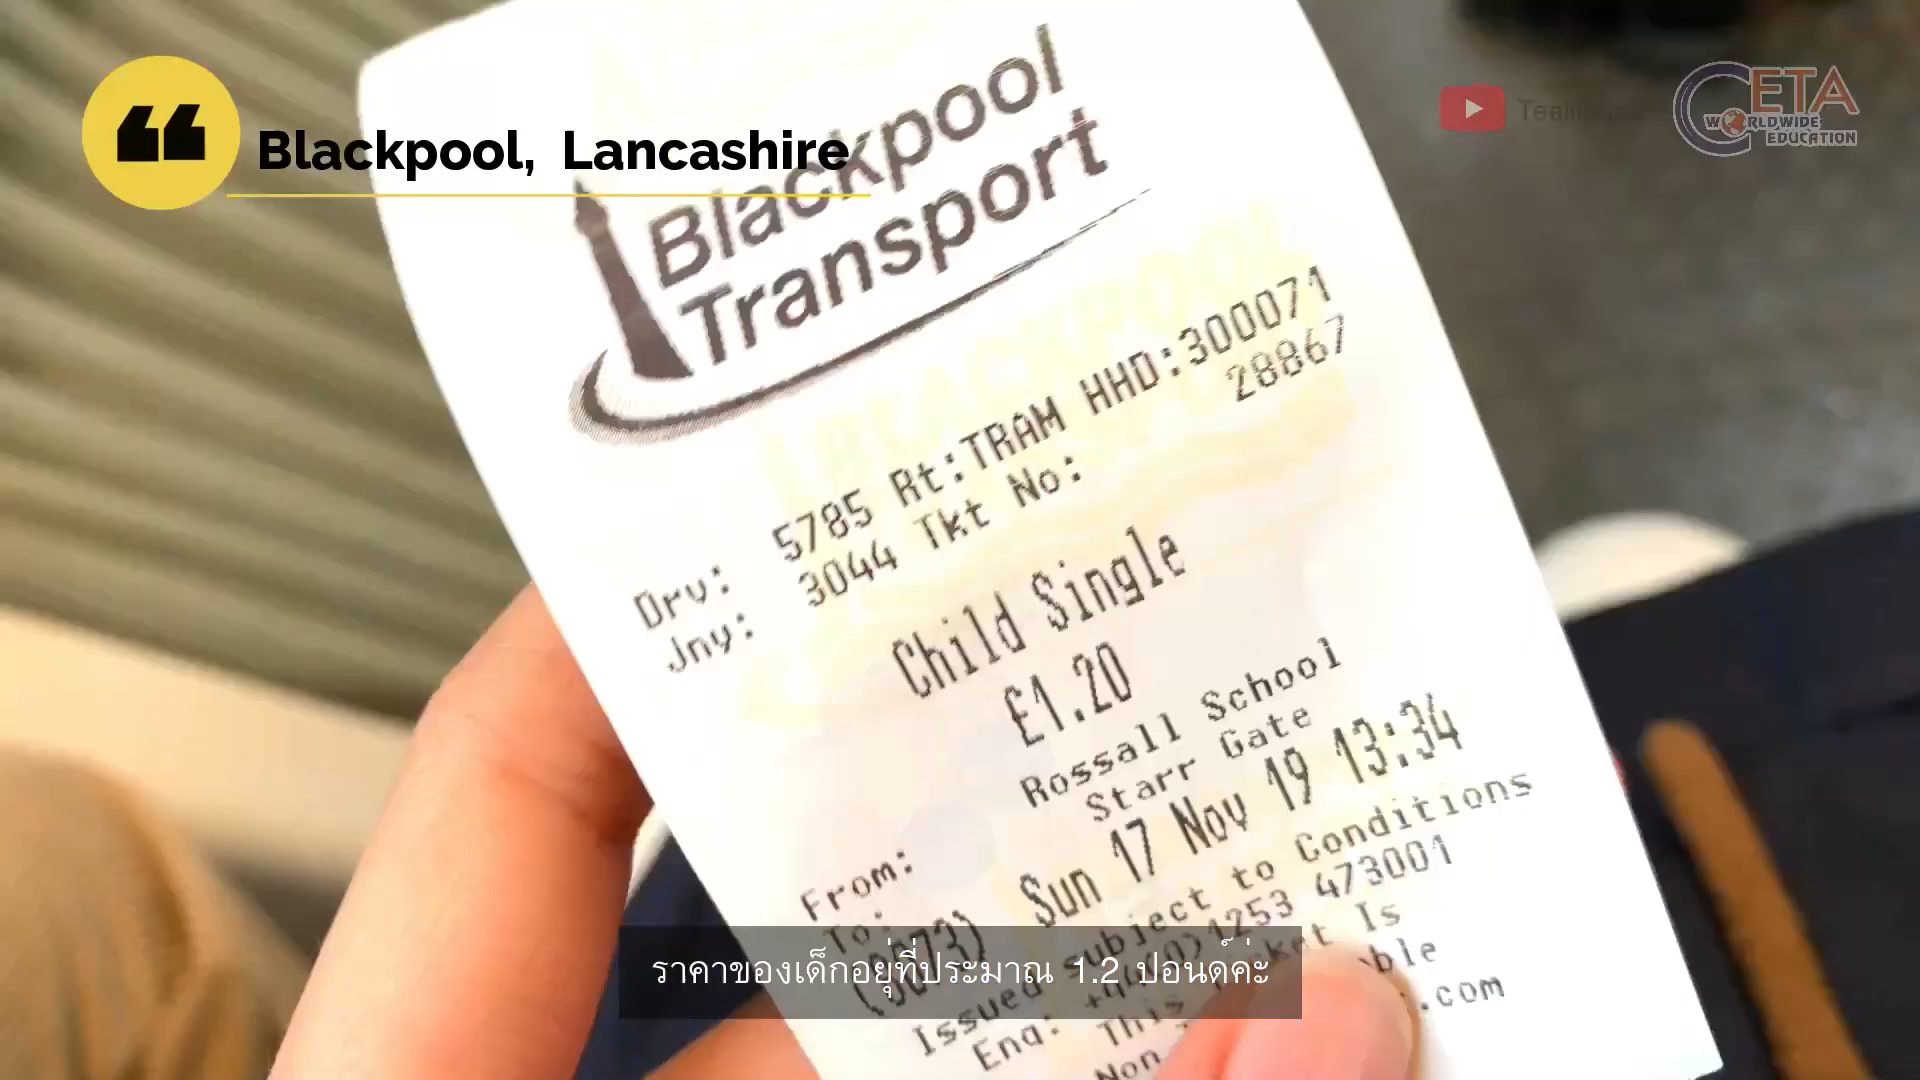 Blackpool, Lancashire
ETA
WORLDWIDE
EDUCATION
Blackpool
Transport
Drv: 5785 Rt:TRAM HHD:300071
Jny: 3044 Tkt No: 28867
Child Single
£1.20
From: Rossall School
To: Starr Gate
Sun 17 Nov 19 13:34
Issued subject to Conditions
Enq: 1253 473001
This Is
Non
.com
ราคาของเด็กอยู่ที่ประมาณ 1.2 ปอนด์ค่ะ